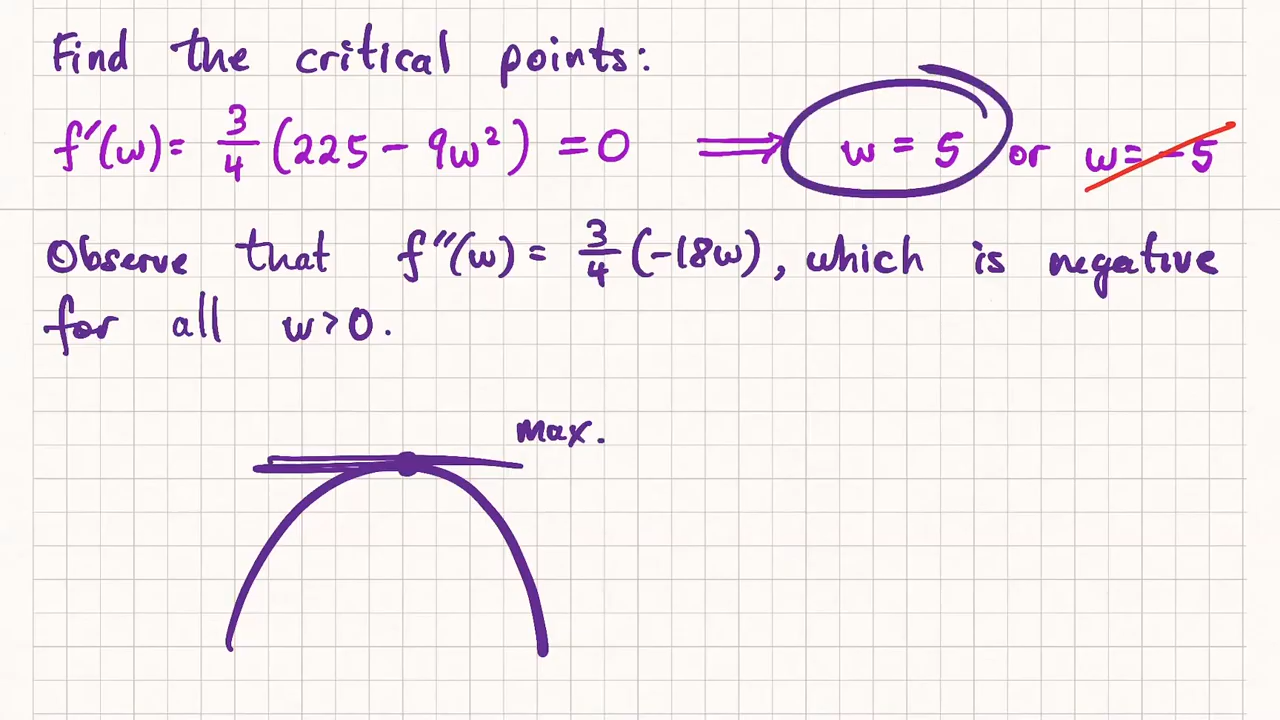 Find the critical points:
f'(w) = 3/4 (225 - 9w²) = 0 ⟹ w = 5 or w = -5
Observe that f''(w) = 3/4 (-18w), which is negative
for all w > 0.
max.